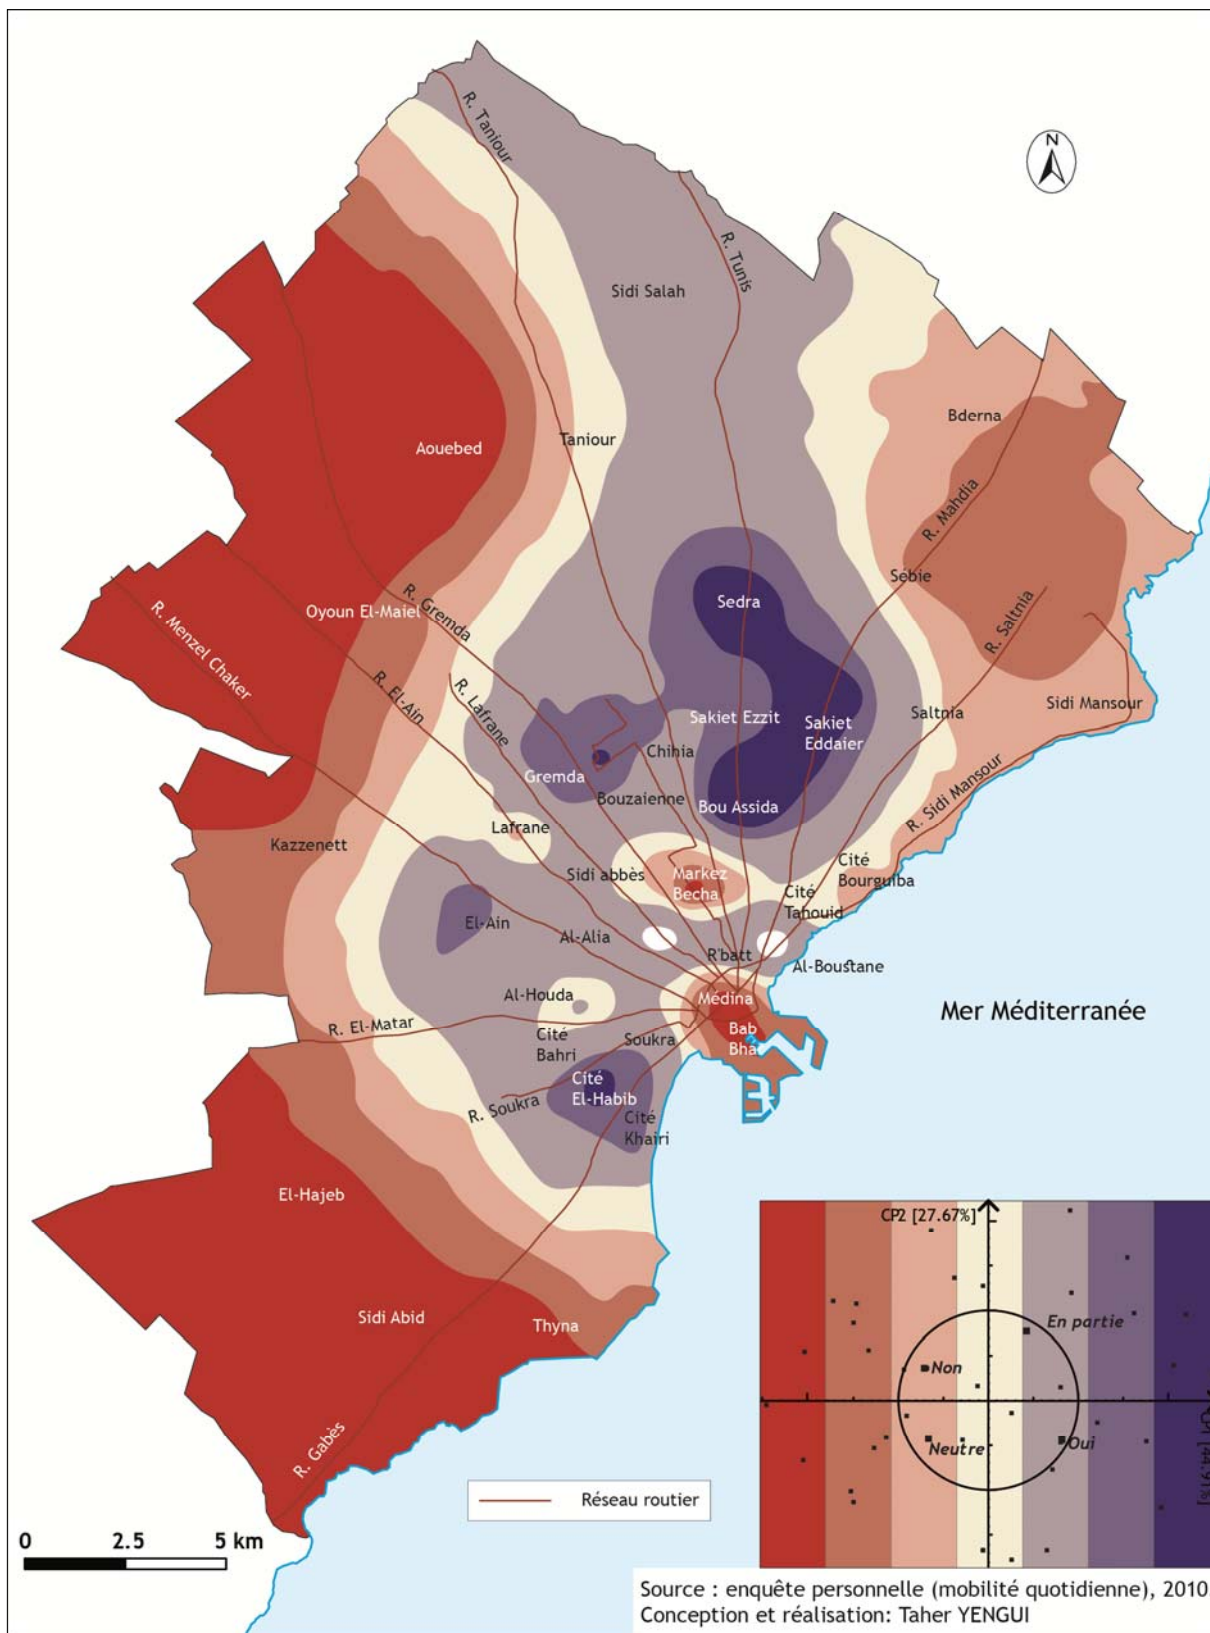 N
R. Taniour
R. Tunis
Sidi Salah
Bderna
Taniour
Aouebed
R. Mahdia
Sébie
Sedra
R. Gremda
Oyoun El-Maiel
R. Saltnia
R. Menzel Chaker
R. El-Ain
R. Lafrane
Sidi Mansour
Saltnia
Sakiet Ezzit
Sakiet
Eddaier
Chihia
Gremda
Bouzaienne
Bou Assida
R. Sidi Mansour
Lafrane
Kazzenett
Cité
Bourguiba
Sidi abbès
Markez
Becha
Cité
Tahouid
El-Ain
Al-Alia
R'batt
Al-Boustane
Al-Houda
Médina
Mer Méditerranée
R. El-Matar
Cité
Bahri
Soukra
Bab
Bhar
Cité
El-Habib
R. Soukra
Cité
Khairi
El-Hajeb
Sidi Abid
Thyna
R. Gabès
CP2 [27.67%]
En partie
Non
Neutre
Oui
CP1 [44.91%]
Réseau routier
0 2.5 5 km
Source : enquête personnelle (mobilité quotidienne), 2010
Conception et réalisation: Taher YENGUI